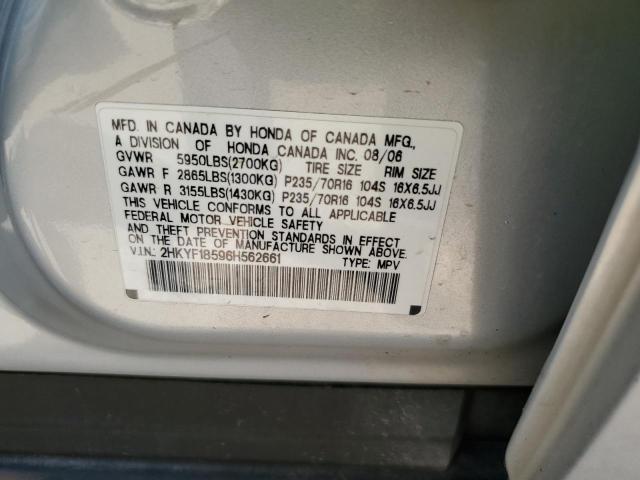 MFD. IN CANADA BY HONDA OF CANADA MFG.,
A DIVISION OF HONDA CANADA INC. 08/06
GVWR 5950LBS(2700KG) TIRE SIZE RIM SIZE
GAWR F 2865LBS(1300KG) P235/70R16 104S 16X6.5JJ
GAWR R 3155LBS(1430KG) P235/70R16 104S 16X6.5JJ
THIS VEHICLE CONFORMS TO ALL APPLICABLE
FEDERAL MOTOR VEHICLE SAFETY
AND THEFT PREVENTION STANDARDS IN EFFECT
ON THE DATE OF MANUFACTURE SHOWN ABOVE.
V.I.N.: 2HKYF18596H562661 TYPE: MPV